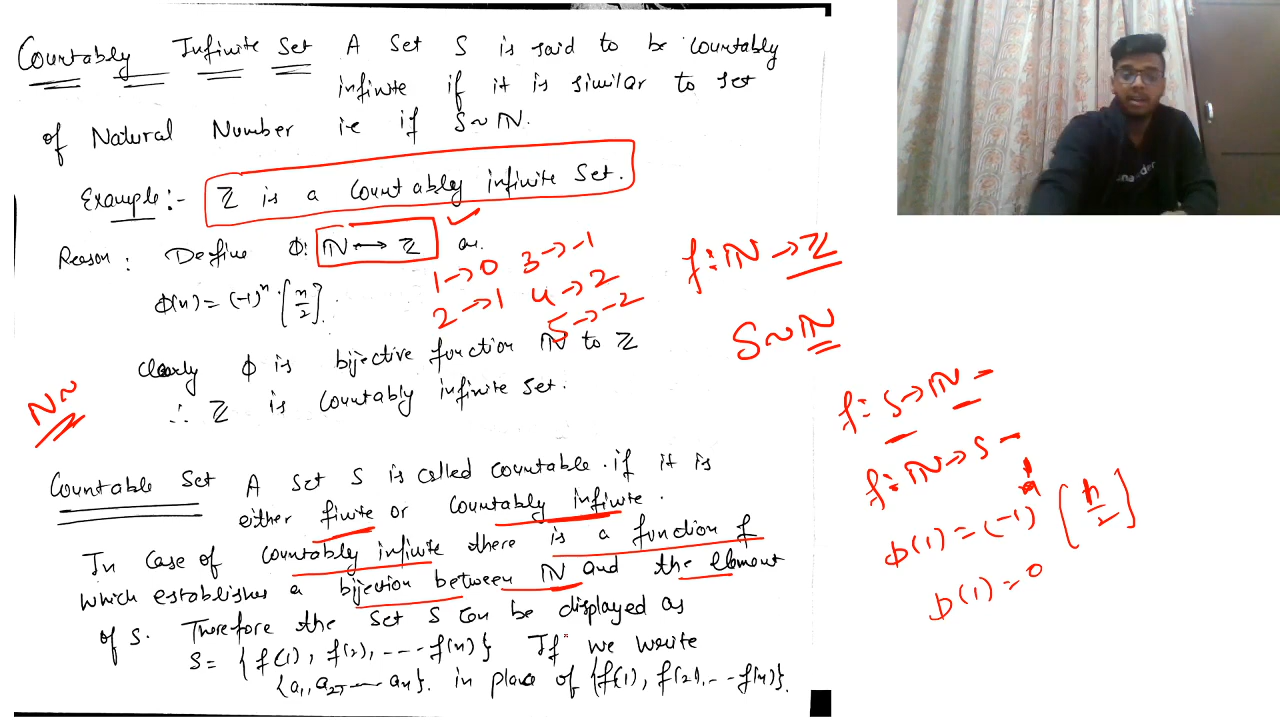 Countably Infinite Set A Set S is said to be Countably
infinite if it is similar to set
of Natural Number ie if S~ℕ.
Example:- ℤ is a Countably infinite Set.
Reason: Define Φ: ℕ → ℤ as.
Φ(n) = (-1)ⁿ [n/2].
1→0 3→-1
2→1 4→2
5→-2
Clearly Φ is bijective function ℕ to ℤ
∴ ℤ is Countably infinite set.
N~
Countable Set A set S is called countable if it is
either finite or Countably infinite.
In Case of Countably infinite there is a function f
which establishes a bijection between ℕ and the element
of S. Therefore the Set S can be displayed as
S = {f(1), f(2), ---- f(n)} If we write
{a₁, a₂, --- an}. in place of {f(1), f(2), -- f(n)}.
f: ℕ → ℤ
S~ℕ
f: S→ℕ -
f: ℕ→S -
Φ(1) = (-1) [n/2]
Φ(1) = 0